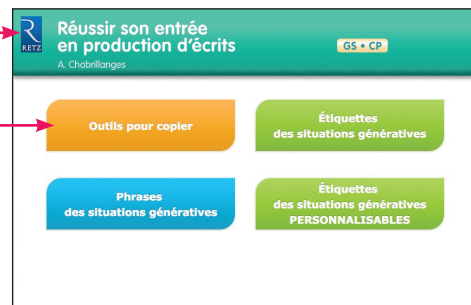 RETZ
Réussir son entrée
en production d'écrits
GS • CP
A. Chabrillanges
Outils pour copier
Étiquettes
des situations génératives
Phrases
des situations génératives
Étiquettes
des situations génératives
PERSONNALISABLES